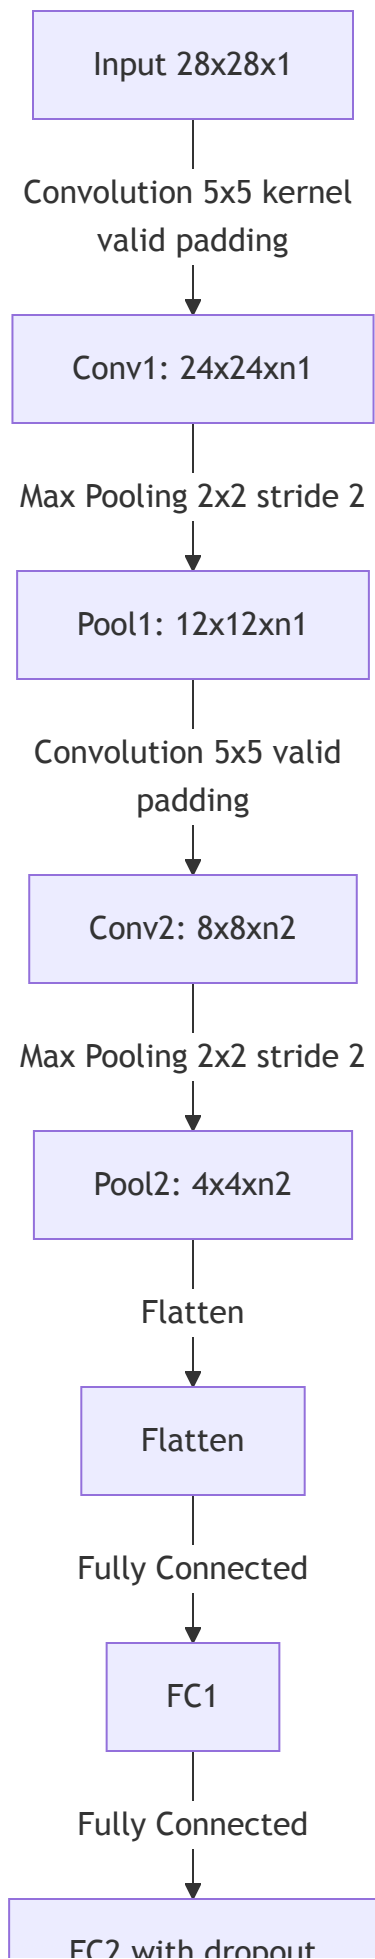 Input 28x28x1
Convolution 5x5 kernel
valid padding
Conv1: 24x24xn1
Max Pooling 2x2 stride 2
Pool1: 12x12xn1
Convolution 5x5 valid
padding
Conv2: 8x8xn2
Max Pooling 2x2 stride 2
Pool2: 4x4xn2
Flatten
Flatten
Fully Connected
FC1
Fully Connected
FC2 with dropout